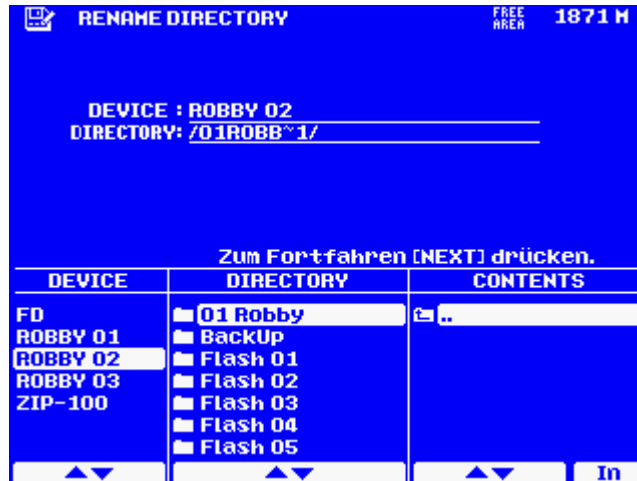 RENAME DIRECTORY FREE AREA 1871 M
DEVICE : ROBBY 02
DIRECTORY: /01ROBB~1/
Zum Fortfahren [NEXT] drücken.
DEVICE DIRECTORY CONTENTS
FD 01 Robby ..
ROBBY 01 BackUp
ROBBY 02 Flash 01
ROBBY 03 Flash 02
ZIP-100 Flash 03
Flash 04
Flash 05
In